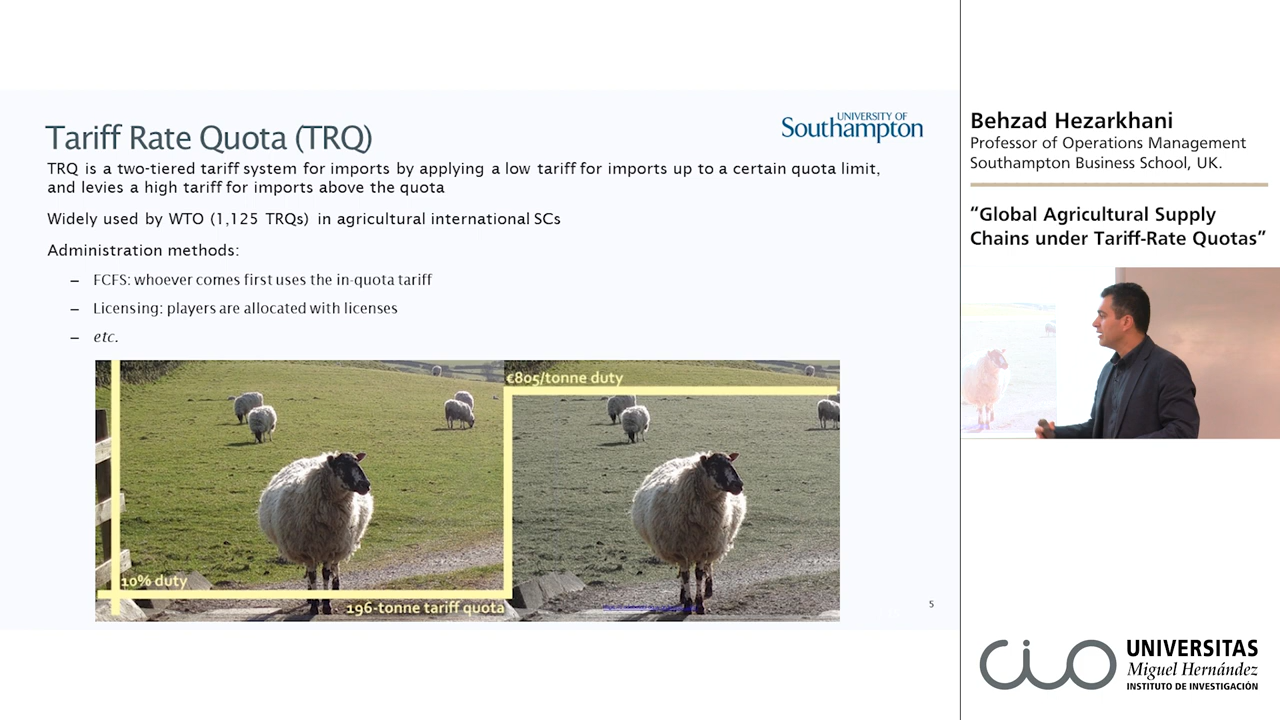 Tariff Rate Quota (TRQ)
UNIVERSITY OF
Southampton
TRQ is a two-tiered tariff system for imports by applying a low tariff for imports up to a certain quota limit,
and levies a high tariff for imports above the quota
Widely used by WTO (1,125 TRQs) in agricultural international SCs
Administration methods:
– FCFS: whoever comes first uses the in-quota tariff
– Licensing: players are allocated with licenses
– etc.
€805/tonne duty
10% duty
196-tonne tariff quota
5
Behzad Hezarkhani
Professor of Operations Management
Southampton Business School, UK.
“Global Agricultural Supply
Chains under Tariff-Rate Quotas”
cio
UNIVERSITAS
Miguel Hernández
INSTITUTO DE INVESTIGACIÓN